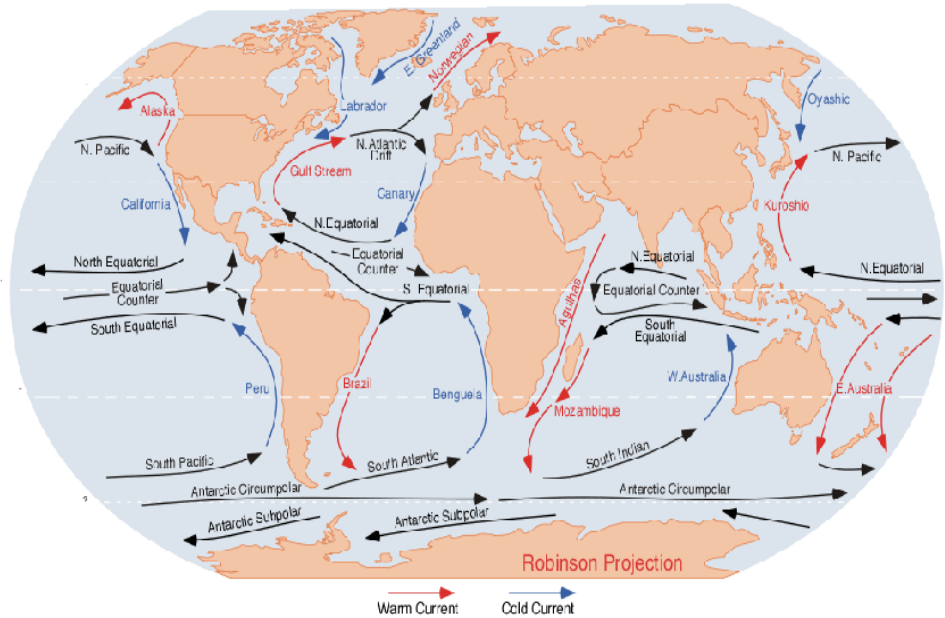 E. Greenland
Norwegian
Alaska
Labrador
Oyashic
N. Pacific
N. Atlantic
Drift
N. Pacific
Gulf Stream
California
Canary
Kuroshio
N.Equatorial
North Equatorial
Equatorial
Counter
N.Equatorial
N.Equatorial
Equatorial
Counter
S. Equatorial
Equatorial Counter
Agulhas
South Equatorial
South
Equatorial
Peru
Brazil
Benguela
W.Australia
E.Australia
Mozambique
South Pacific
South Atlantic
South Indian
Antarctic Circumpolar
Antarctic Circumpolar
Antarctic Subpolar
Antarctic Subpolar
Robinson Projection
Warm Current
Cold Current